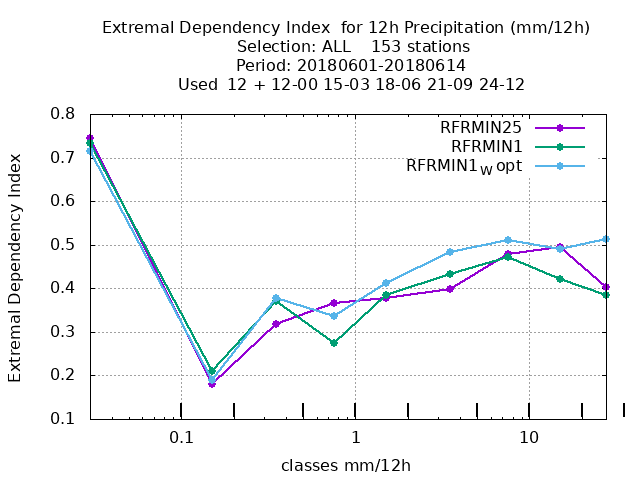 Extremal Dependency Index  for 12h Precipitation (mm/12h)
Selection: ALL    153 stations
Period: 20180601-20180614
Used  12 + 12-00 15-03 18-06 21-09 24-12
RFRMIN25
RFRMIN1
RFRMIN1W opt
Extremal Dependency Index
0.8
0.7
0.6
0.5
0.4
0.3
0.2
0.1
0.1 1 10
classes mm/12h